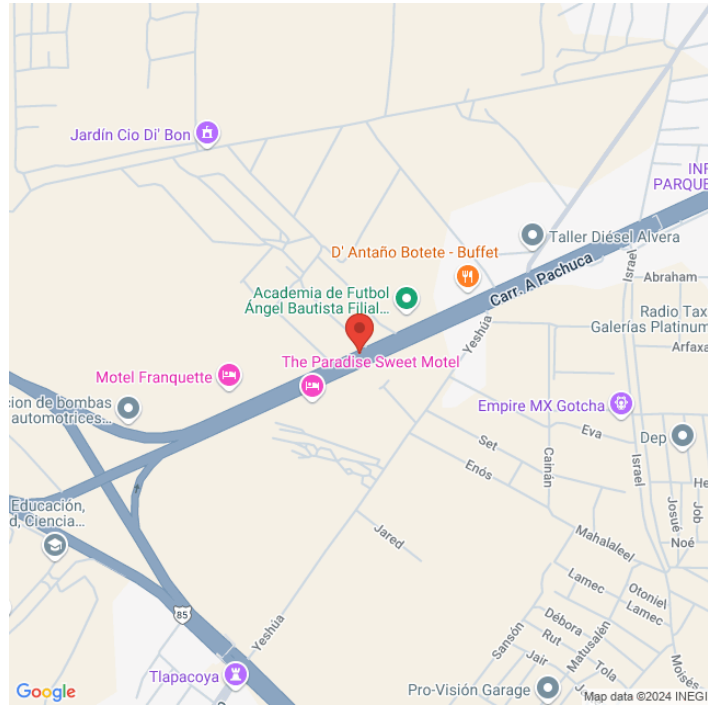 Jardín Cio Di' Bon
INF
PARQUE
Taller Diésel Alvera
D' Antaño Botete - Buffet
Carr. A Pachuca
Israel
Abraham
Academia de Futbol
Ángel Bautista Filial...
Yeshúa
Radio Tax
Galerías Platinum
Arfaxa
The Paradise Sweet Motel
Motel Franquette
cion de bombas
automotrices...
Empire MX Gotcha
Eva
Dep
Set
Cainán
Israel
Enós
He
Job
Josué
Noé
Educación,
d, Ciencia...
Jared
Mahalaleel
Lamec
Otoniel
Lamec
85
Yeshúa
Sansón
Débora
Rut
Jair
Matusalén
Tola
Moisés
Tlapacoya
Pro-Visión Garage
Google
Map data ©2024 INEGI